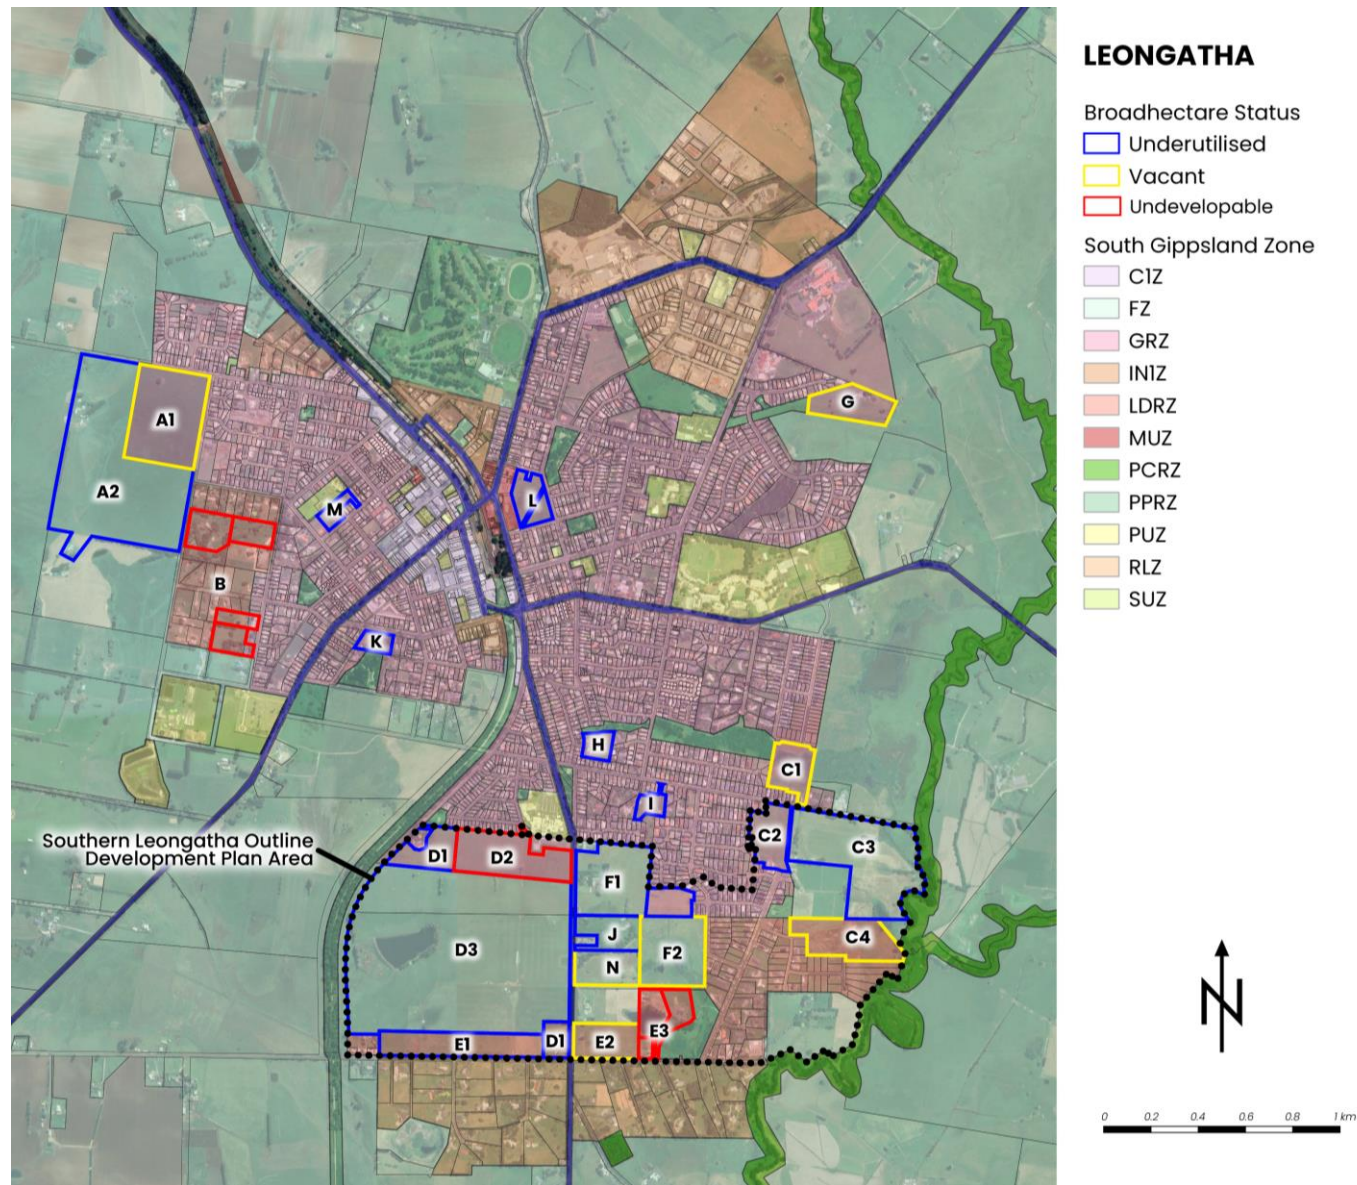 LEONGATHA
Broadhectare Status
Underutilised
Vacant
Undevelopable
South Gippsland Zone
C1Z
FZ
GRZ
IN1Z
LDRZ
MUZ
PCRZ
PPRZ
PUZ
RLZ
SUZ
A1
G
A2
M
L
B
K
H
C1
I
C2
Southern Leongatha Outline
Development Plan Area
D1
D2
C3
F1
J
C4
D3
F2
N
E3
E1
D1
E2
N
0 0.2 0.4 0.6 0.8 1 km